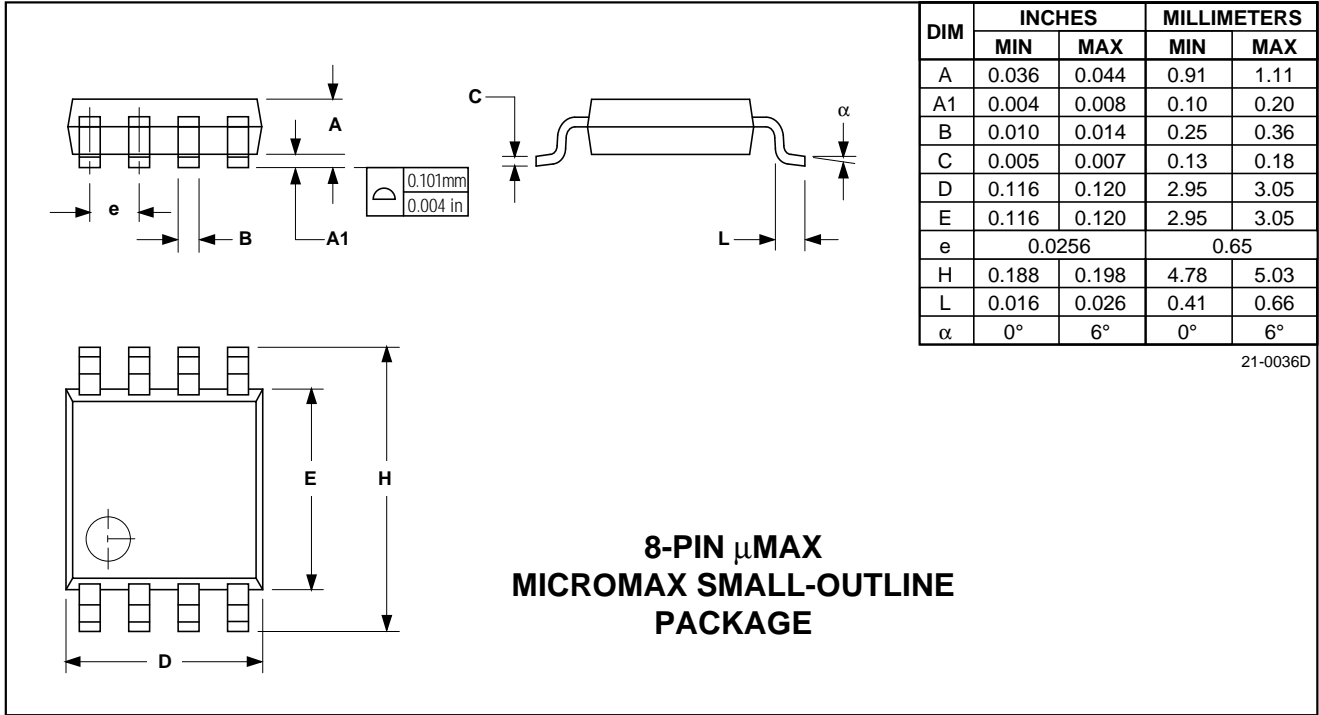 DIM INCHES MILLIMETERS
MIN MAX MIN MAX
A 0.036 0.044 0.91 1.11
A1 0.004 0.008 0.10 0.20
B 0.010 0.014 0.25 0.36
C 0.005 0.007 0.13 0.18
D 0.116 0.120 2.95 3.05
E 0.116 0.120 2.95 3.05
e 0.0256 0.65
H 0.188 0.198 4.78 5.03
L 0.016 0.026 0.41 0.66
α 0° 6° 0° 6°
21-0036D
A
C
α
0.101mm
0.004 in
e
B
A1
L
E
H
D
8-PIN µMAX
MICROMAX SMALL-OUTLINE
PACKAGE